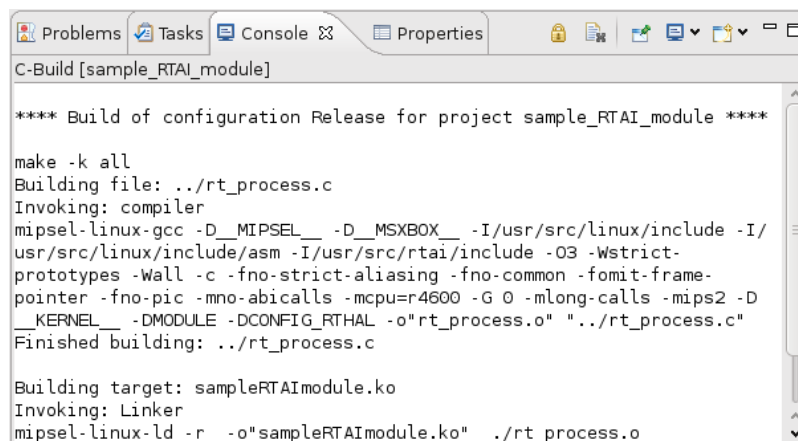 Problems Tasks Console Properties
C-Build [sample_RTAI_module]
**** Build of configuration Release for project sample_RTAI_module ****
make -k all
Building file: ../rt_process.c
Invoking: compiler
mipsel-linux-gcc -D__MIPSEL__ -D__MSXBOX__ -I/usr/src/linux/include -I/
usr/src/linux/include/asm -I/usr/src/rtai/include -O3 -Wstrict-
prototypes -Wall -c -fno-strict-aliasing -fno-common -fomit-frame-
pointer -fno-pic -mno-abicalls -mcpu=r4600 -G 0 -mlong-calls -mips2 -D
__KERNEL__ -DMODULE -DCONFIG_RTHAL -o"rt_process.o" "../rt_process.c"
Finished building: ../rt_process.c
Building target: sampleRTAImodule.ko
Invoking: Linker
mipsel-linux-ld -r  -o"sampleRTAImodule.ko"  ./rt_process.o